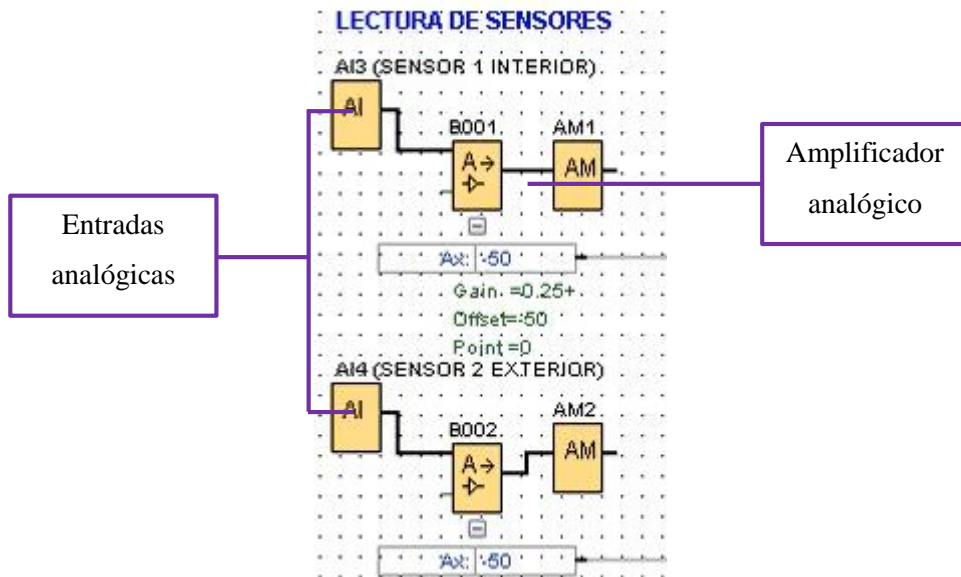 LECTURA DE SENSORES
AI3 (SENSOR 1 INTERIOR)
AI
B001
AM1
A→
AM
Amplificador
analógico
Entradas
analógicas
Ax: -50
Gain =0.25+
Offset=-50
Point =0
AI4 (SENSOR 2 EXTERIOR)
AI
B002
AM2
A→
AM
Ax: -50